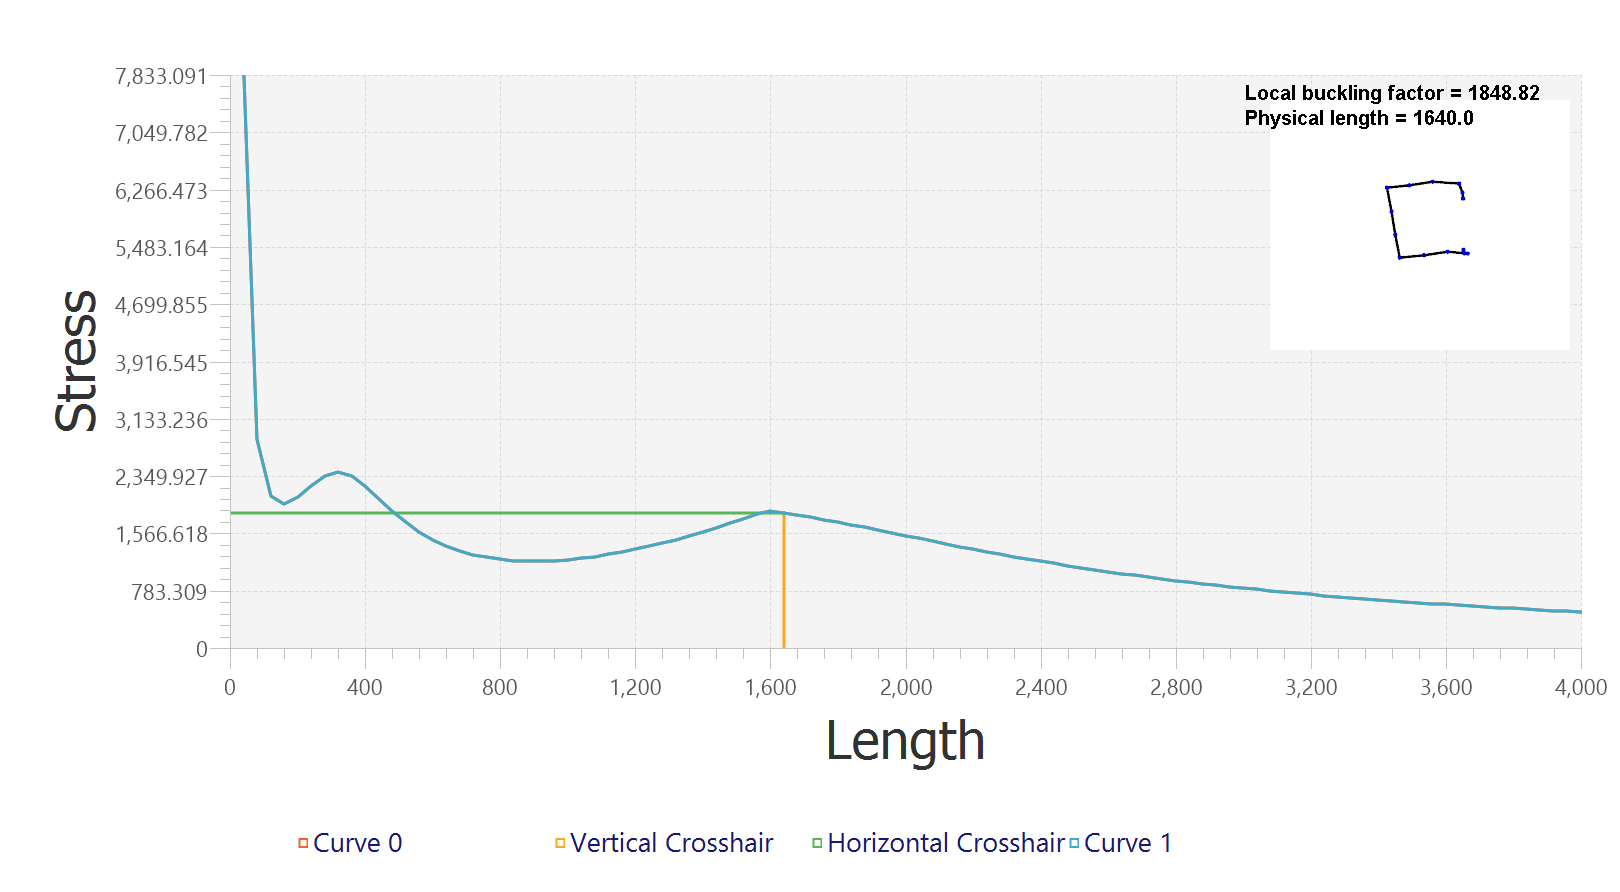 7,833.091
Local buckling factor = 1848.82
Physical length = 1640.0
7,049.782
6,266.473
5,483.164
4,699.855
3,916.545
3,133.236
2,349.927
1,566.618
783.309
0
Stress
0 400 800 1,200 1,600 2,000 2,400 2,800 3,200 3,600 4,000
Length
Curve 0 Vertical Crosshair Horizontal Crosshair Curve 1